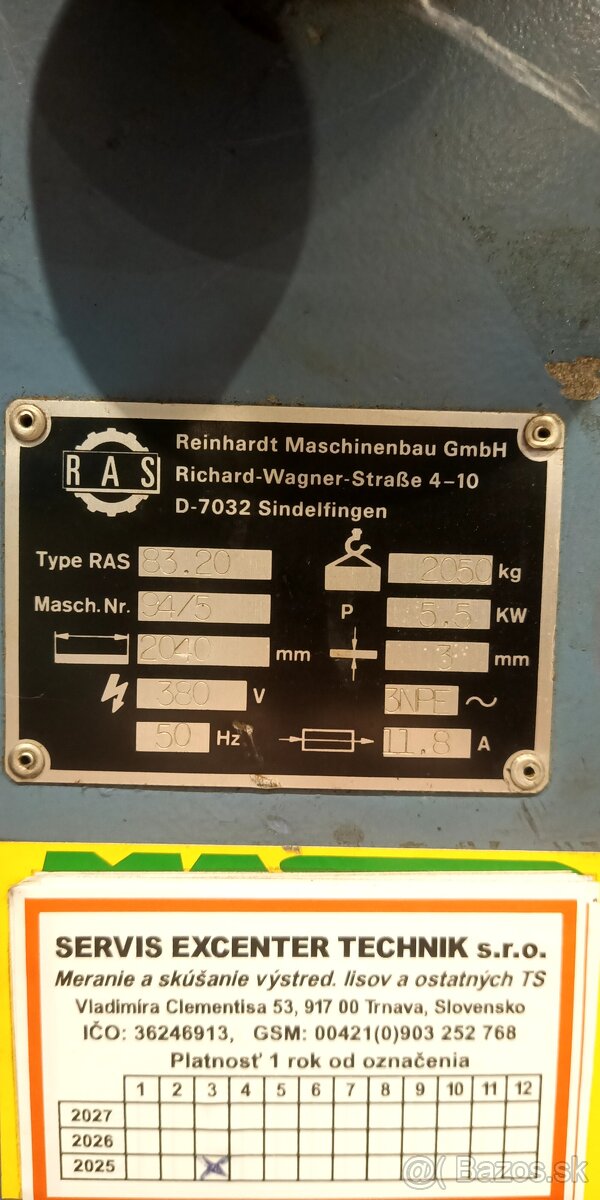 RAS
Reinhardt Maschinenbau GmbH
Richard-Wagner-Straße 4-10
D-7032 Sindelfingen
Type RAS 83.20 2050 kg
Masch. Nr. 94/5 P 5.5 KW
2040 mm 3 mm
380 V 3NPE ~
50 Hz 11.8 A
SERVIS EXCENTER TECHNIK s.r.o.
Meranie a skúšanie výstred. lisov a ostatných TS
Vladimíra Clementisa 53, 917 00 Trnava, Slovensko
IČO: 36246913, GSM: 00421(0)903 252 768
Platnosť 1 rok od označenia
1 2 3 4 5 6 7 8 9 10 11 12
2027
2026
2025 X
Bazos.sk